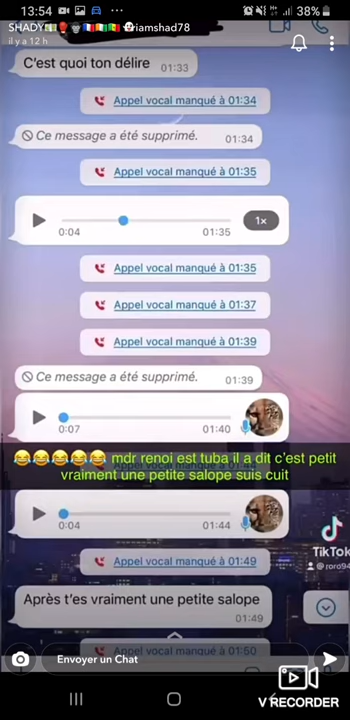 13:54
38%
SHADY
riamshad78
il y a 12 h
C'est quoi ton délire
01:33
Appel vocal manqué à 01:34
Ce message a été supprimé. 01:34
Appel vocal manqué à 01:35
1x
0:04 01:35
Appel vocal manqué à 01:35
Appel vocal manqué à 01:37
Appel vocal manqué à 01:39
Ce message a été supprimé. 01:39
0:07 01:40
😂😂😂😂😂 mdr renoi est tuba il a dit c'est petit
vraiment une petite salope suis cuit
0:04 01:44
TikTok
Appel vocal manqué à 01:49
Après t'es vraiment une petite salope
01:49
Appel vocal manqué à 01:50
Envoyer un Chat
V RECORDER